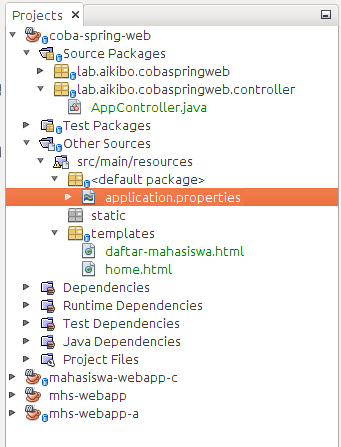 Projects
coba-spring-web
Source Packages
lab.aikibo.cobaspringweb
lab.aikibo.cobaspringweb.controller
AppController.java
Test Packages
Other Sources
src/main/resources
<default package>
application.properties
static
templates
daftar-mahasiswa.html
home.html
Dependencies
Runtime Dependencies
Test Dependencies
Java Dependencies
Project Files
mahasiswa-webapp-c
mhs-webapp
mhs-webapp-a